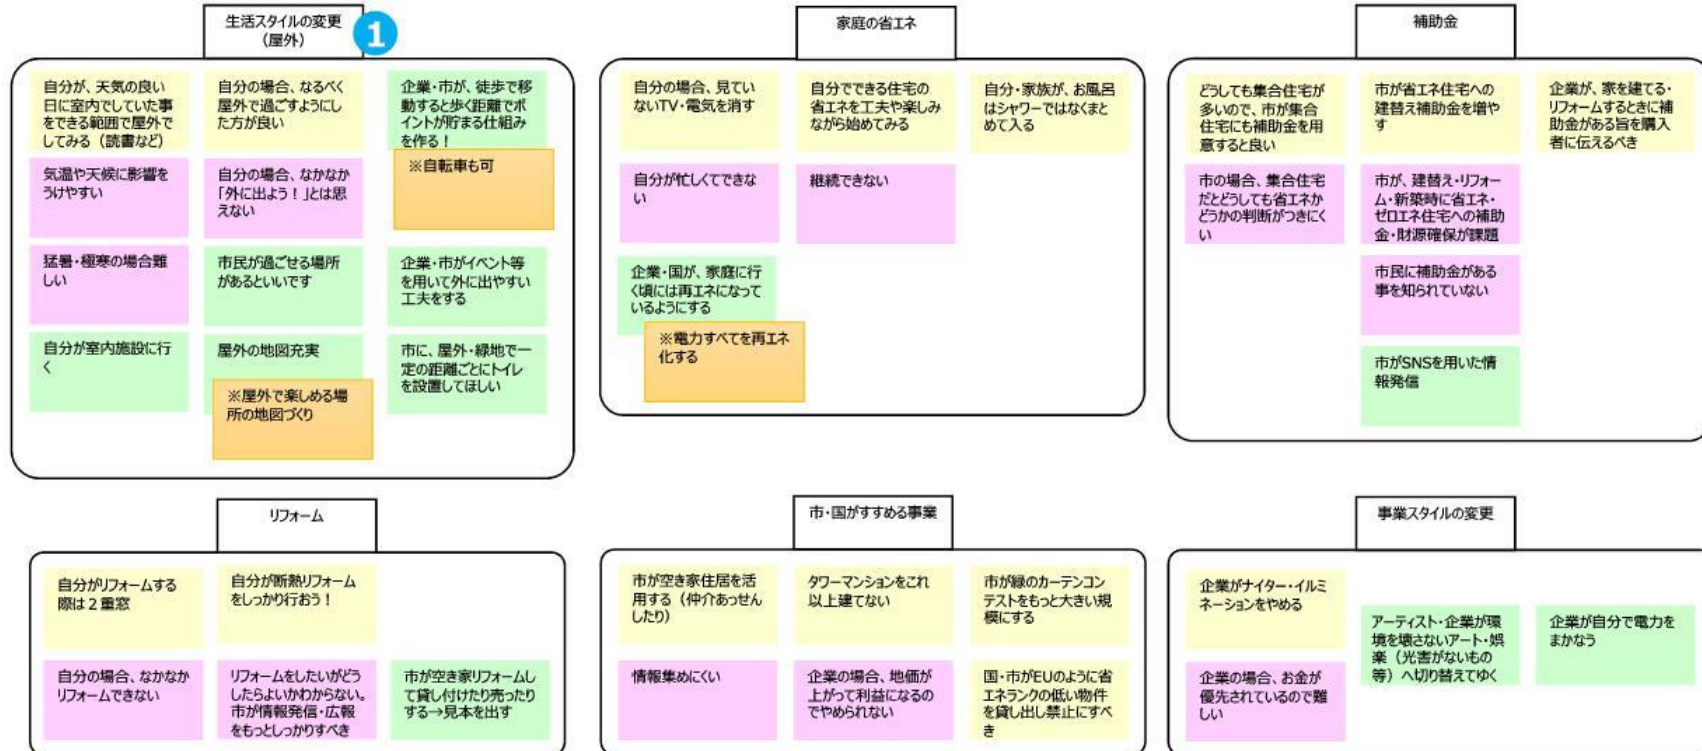 生活スタイルの変更
(屋外)
1
自分が、天気の良い
日に室内でしていた事
をできる範囲で屋外で
してみる（読書など）
自分の場合、なるべく
屋外で過ごすようにし
た方が良い
企業・市が、徒歩で移
動すると歩く距離でポ
イントが貯まる仕組み
を作る！
※自転車も可
気温や天候に影響を
うけやすい
自分の場合、なかなか
「外に出よう！」とは思
えない
猛暑・極寒の場合難
しい
市民が過ごせる場所
があるといいです
企業・市がイベント等
を用いて外に出やすい
工夫をする
自分が室内施設に行
く
屋外の地図充実
※屋外で楽しめる場
所の地図づくり
市に、屋外・緑地で一
定の距離ごとにトイレ
を設置してほしい
家庭の省エネ
自分の場合、見てい
ないTV・電気を消す
自分でできる住宅の
省エネを工夫や楽しみ
ながら始めてみる
自分・家族が、お風呂
はシャワーではなくまと
めて入る
自分が忙しくてできな
い
継続できない
企業・国が、家庭に行
く頃には再エネになって
いるようにする
※電力すべてを再エネ
化する
補助金
どうしても集合住宅が
多いので、市が集合
住宅にも補助金を用
意すると良い
市が省エネ住宅への
建替え補助金を増や
す
企業が、家を建てる・
リフォームするときに補
助金がある旨を購入
者に伝えるべき
市の場合、集合住宅
だとどうしても省エネか
どうかの判断がつきにく
い
市が、建替え・リフォー
ム・新築時に省エネ・
ゼロエネ住宅への補助
金・財源確保が課題
市民に補助金がある
事を知られていない
市がSNSを用いた情
報発信
リフォーム
自分がリフォームする
際は２重窓
自分が断熱リフォーム
をしっかり行おう！
自分の場合、なかなか
リフォームできない
リフォームをしたいがどう
したらよいかわからない。
市が情報発信・広報
をもっとしっかりすべき
市が空き家リフォームし
て貸し付けたり売ったり
する→見本を出す
市・国がすすめる事業
市が空き家住居を活
用する（仲介あっせん
したり）
タワーマンションをこれ
以上建てない
市が緑のカーテンコン
テストをもっと大きい規
模にする
情報集めにくい
企業の場合、地価が
上がって利益になるの
でやめられない
国・市がEUのように省
エネランクの低い物件
を貸し出し禁止にすべ
き
事業スタイルの変更
企業がナイター・イルミ
ネーションをやめる
アーティスト・企業が環
境を壊さないアート・娯
楽（光害がないもの
等）へ切り替えてゆく
企業が自分で電力を
まかなう
企業の場合、お金が
優先されているので難
しい